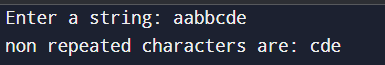 Enter a string: aabbcde
non repeated characters are: cde